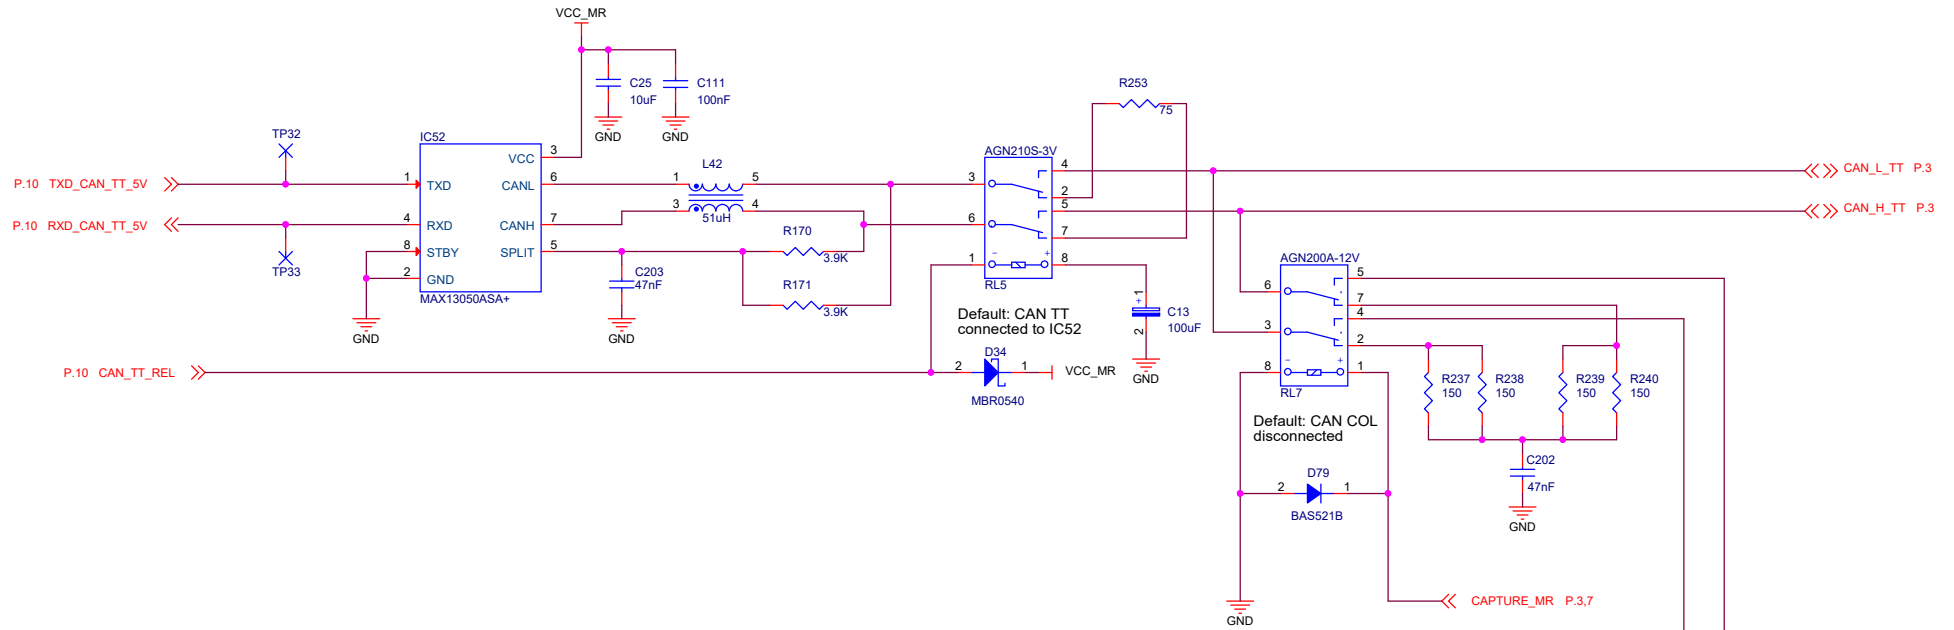 VCC_MR
C25
10uF
C111
100nF
GND
GND
R253
75
TP32
IC52
VCC
3
AGN210S-3V
P.10 TXD_CAN_TT_5V
1
TXD
CANL
6
L42
1
5
3
4
51uH
3
4
2
CAN_L_TT P.3
P.10 RXD_CAN_TT_5V
4
RXD
CANH
7
6
5
7
CAN_H_TT P.3
TP33
8
STBY
SPLIT
5
2
GND
MAX13050ASA+
R170
3.9K
C203
47nF
R171
3.9K
1
-
+
8
RL5
GND
GND
Default: CAN TT
connected to IC52
1
+
C13
100uF
2
GND
P.10 CAN_TT_REL
2
D34
1
MBR0540
VCC_MR
AGN200A-12V
5
6
7
4
3
2
8
-
+
1
RL7
R237
150
R238
150
R239
150
R240
150
Default: CAN COL
disconnected
C202
47nF
GND
2
D79
1
BAS521B
CAPTURE_MR P.3,7
GND